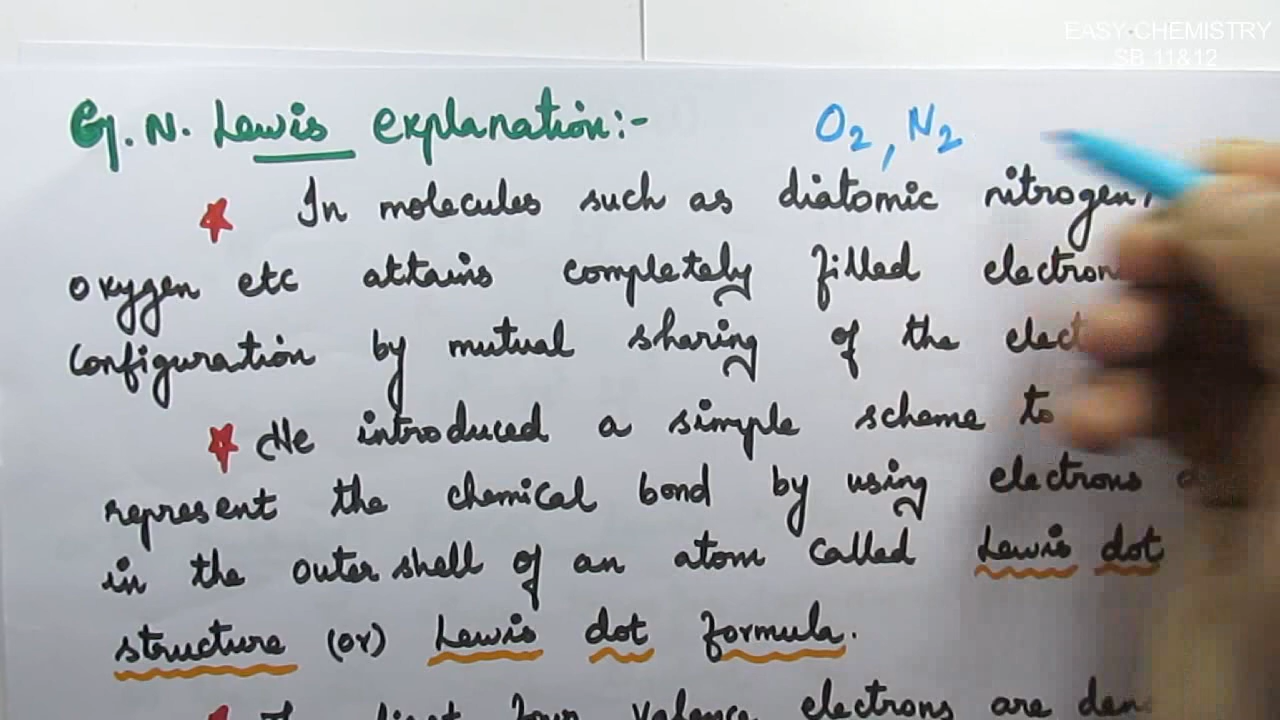 EASY-CHEMISTRY
SB 11&12
G. N. Lewis explanation:-
O2, N2
In molecules such as diatomic nitrogen,
oxygen etc attains completely filled
configuration by mutual sharing of the
He introduced a simple scheme to
represent the chemical bond by using electrons
in the outer shell of an atom called Lewis dot
structure (or) Lewis dot formula.
valence electrons are